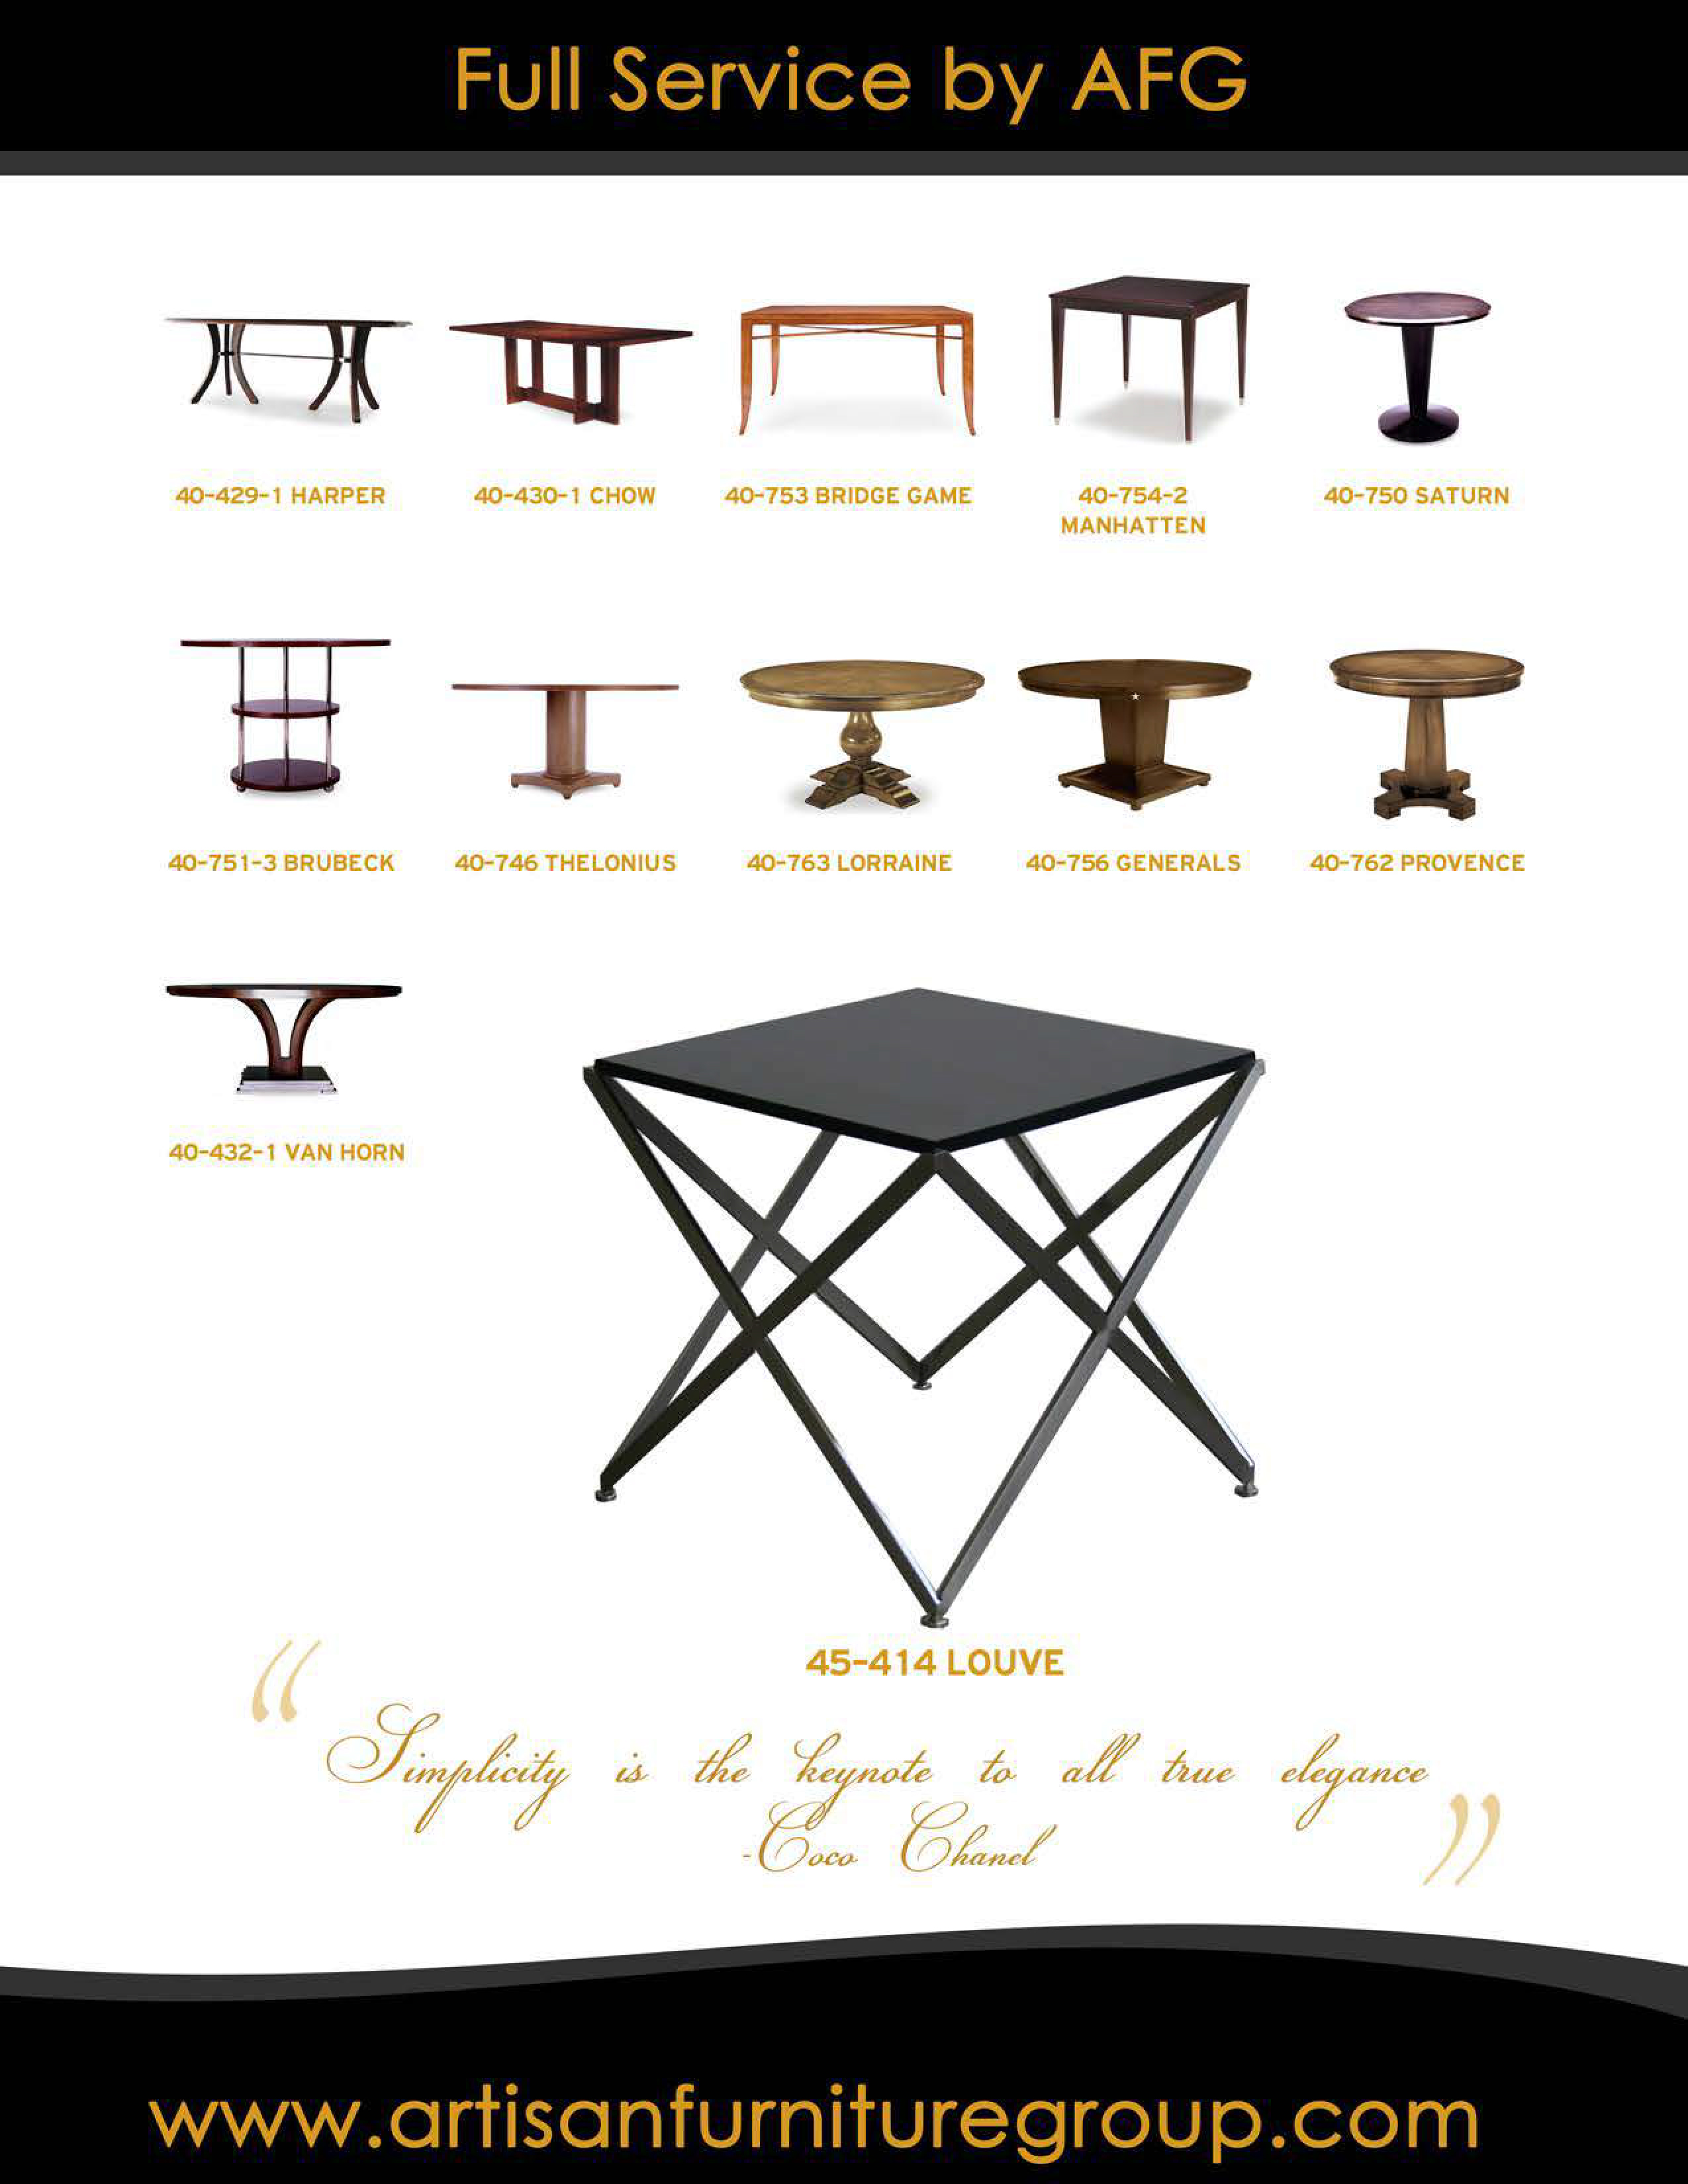 Full Service by AFG
40-429-1 HARPER
40-430-1 CHOW
40-753 BRIDGE GAME
40-754-2
MANHATTEN
40-750 SATURN
40-751-3 BRUBECK
40-746 THELONIUS
40-763 LORRAINE
40-756 GENERALS
40-762 PROVENCE
40-432-1 VAN HORN
45-414 LOUVE
“Simplicity is the keynote to all true elegance
-Coco Chanel”
www.artisanfurnituregroup.com